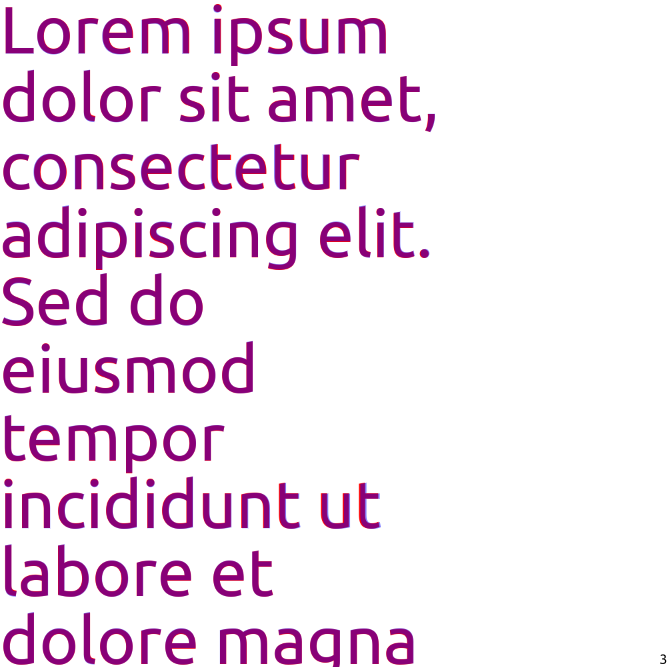 Lorem ipsum
dolor sit amet,
consectetur
adipiscing elit.
Sed do
eiusmod
tempor
incididunt ut
labore et
dolore magna
3